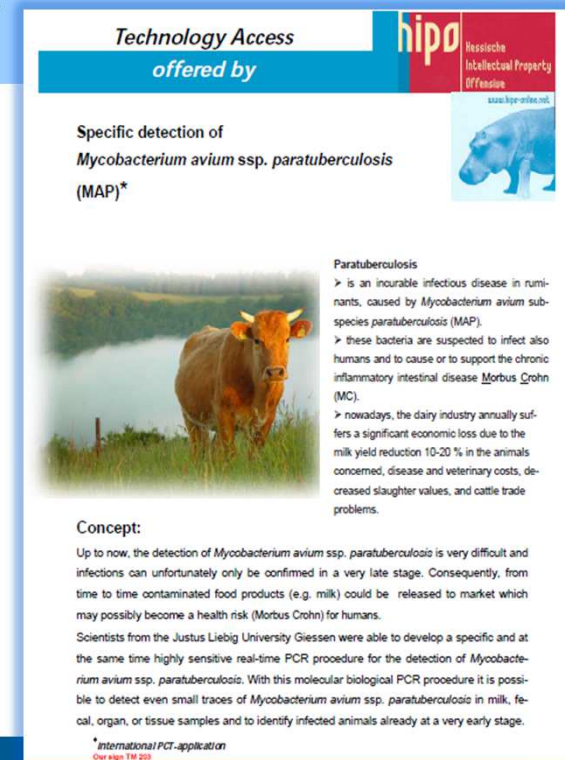 Technology Access
offered by
hipo
Hessische
Intellectual Property
Offensive
www.hipo-online.net
Specific detection of
Mycobacterium avium ssp. paratuberculosis
(MAP)*
Paratuberculosis
➤ is an incurable infectious disease in rumi-
nants, caused by Mycobacterium avium sub-
species paratuberculosis (MAP).
➤ these bacteria are suspected to infect also
humans and to cause or to support the chronic
inflammatory intestinal disease Morbus Crohn
(MC).
➤ nowadays, the dairy industry annually suf-
fers a significant economic loss due to the
milk yield reduction 10-20 % in the animals
concerned, disease and veterinary costs, de-
creased slaughter values, and cattle trade
problems.
Concept:
Up to now, the detection of Mycobacterium avium ssp. paratuberculosis is very difficult and
infections can unfortunately only be confirmed in a very late stage. Consequently, from
time to time contaminated food products (e.g. milk) could be released to market which
may possibly become a health risk (Morbus Crohn) for humans.
Scientists from the Justus Liebig University Giessen were able to develop a specific and at
the same time highly sensitive real-time PCR procedure for the detection of Mycobacte-
rium avium ssp. paratuberculosis. With this molecular biological PCR procedure it is possi-
ble to detect even small traces of Mycobacterium avium ssp. paratuberculosis in milk, fe-
cal, organ, or tissue samples and to identify infected animals already at a very early stage.
*International PCT-application
Our sign TM 203